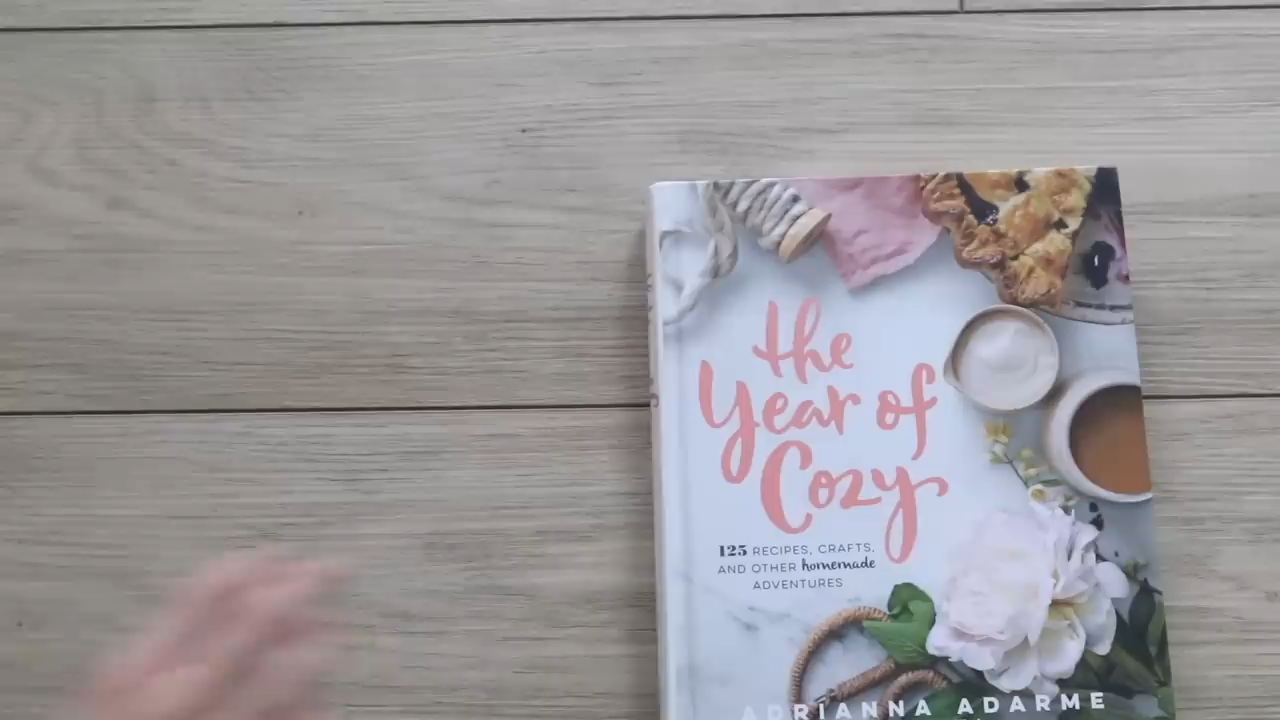 the
Year of
Cozy
125 RECIPES, CRAFTS,
AND OTHER homemade
ADVENTURES
ADRIANNA ADARME